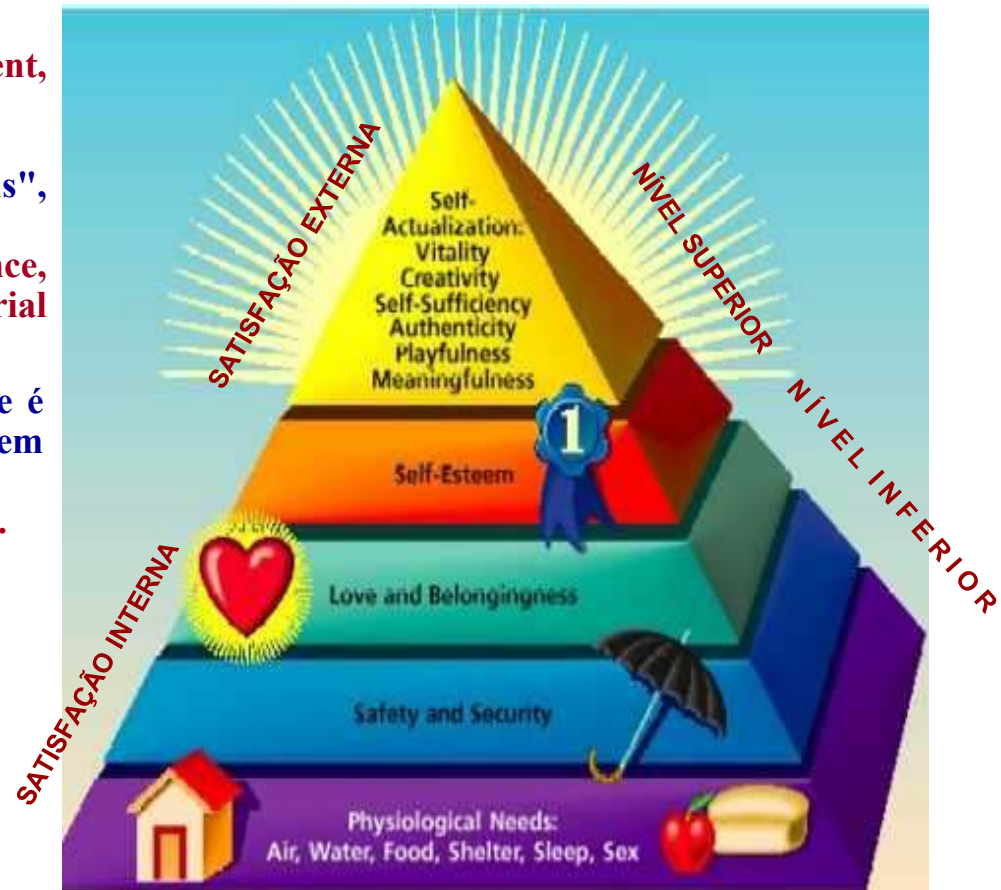 ent,
s",
nce,
rial
e é
em
.
SATISFAÇÃO EXTERNA
NÍVEL SUPERIOR
NÍVEL INFERIOR
SATISFAÇÃO INTERNA
Self-
Actualization:
Vitality
Creativity
Self-Sufficiency
Authenticity
Playfulness
Meaningfulness
1
Self-Esteem
Love and Belongingness
Safety and Security
Physiological Needs:
Air, Water, Food, Shelter, Sleep, Sex